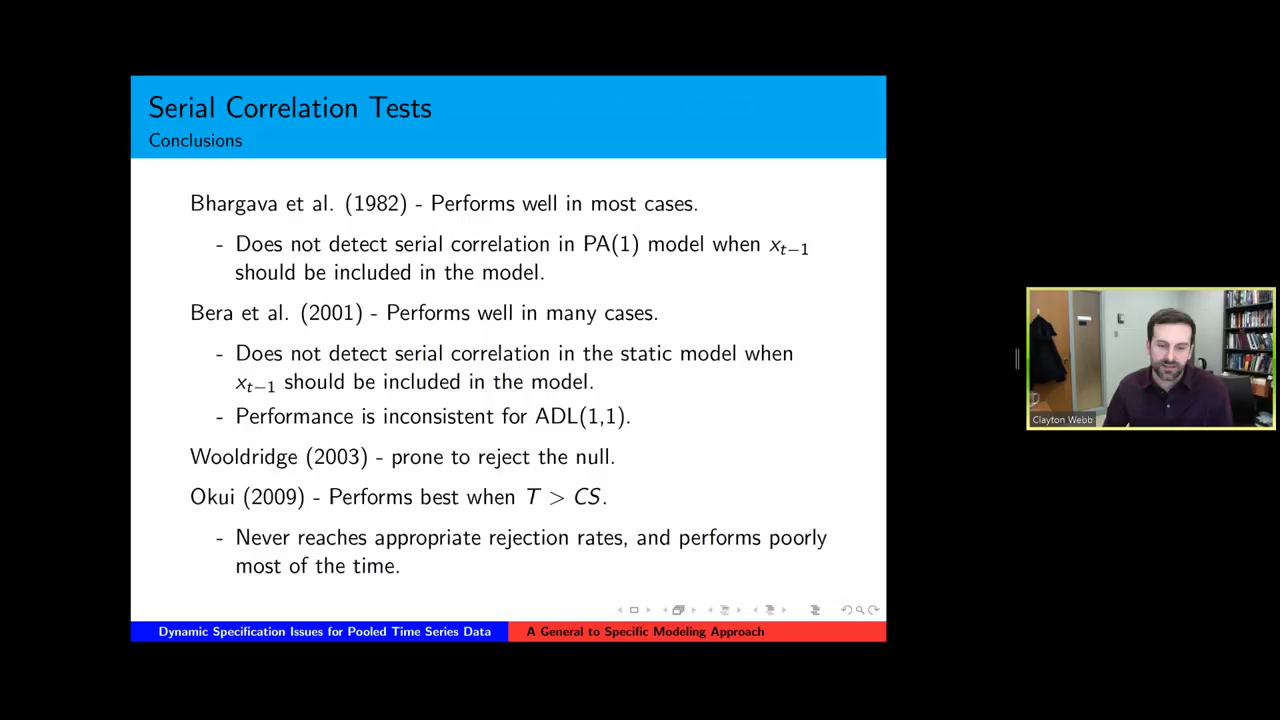 Serial Correlation Tests
Conclusions
Bhargava et al. (1982) - Performs well in most cases.
- Does not detect serial correlation in PA(1) model when xₜ₋₁
should be included in the model.
Bera et al. (2001) - Performs well in many cases.
- Does not detect serial correlation in the static model when
xₜ₋₁ should be included in the model.
- Performance is inconsistent for ADL(1,1).
Wooldridge (2003) - prone to reject the null.
Okui (2009) - Performs best when T > CS.
- Never reaches appropriate rejection rates, and performs poorly
most of the time.
Dynamic Specification Issues for Pooled Time Series Data
A General to Specific Modeling Approach
Clayton Webb